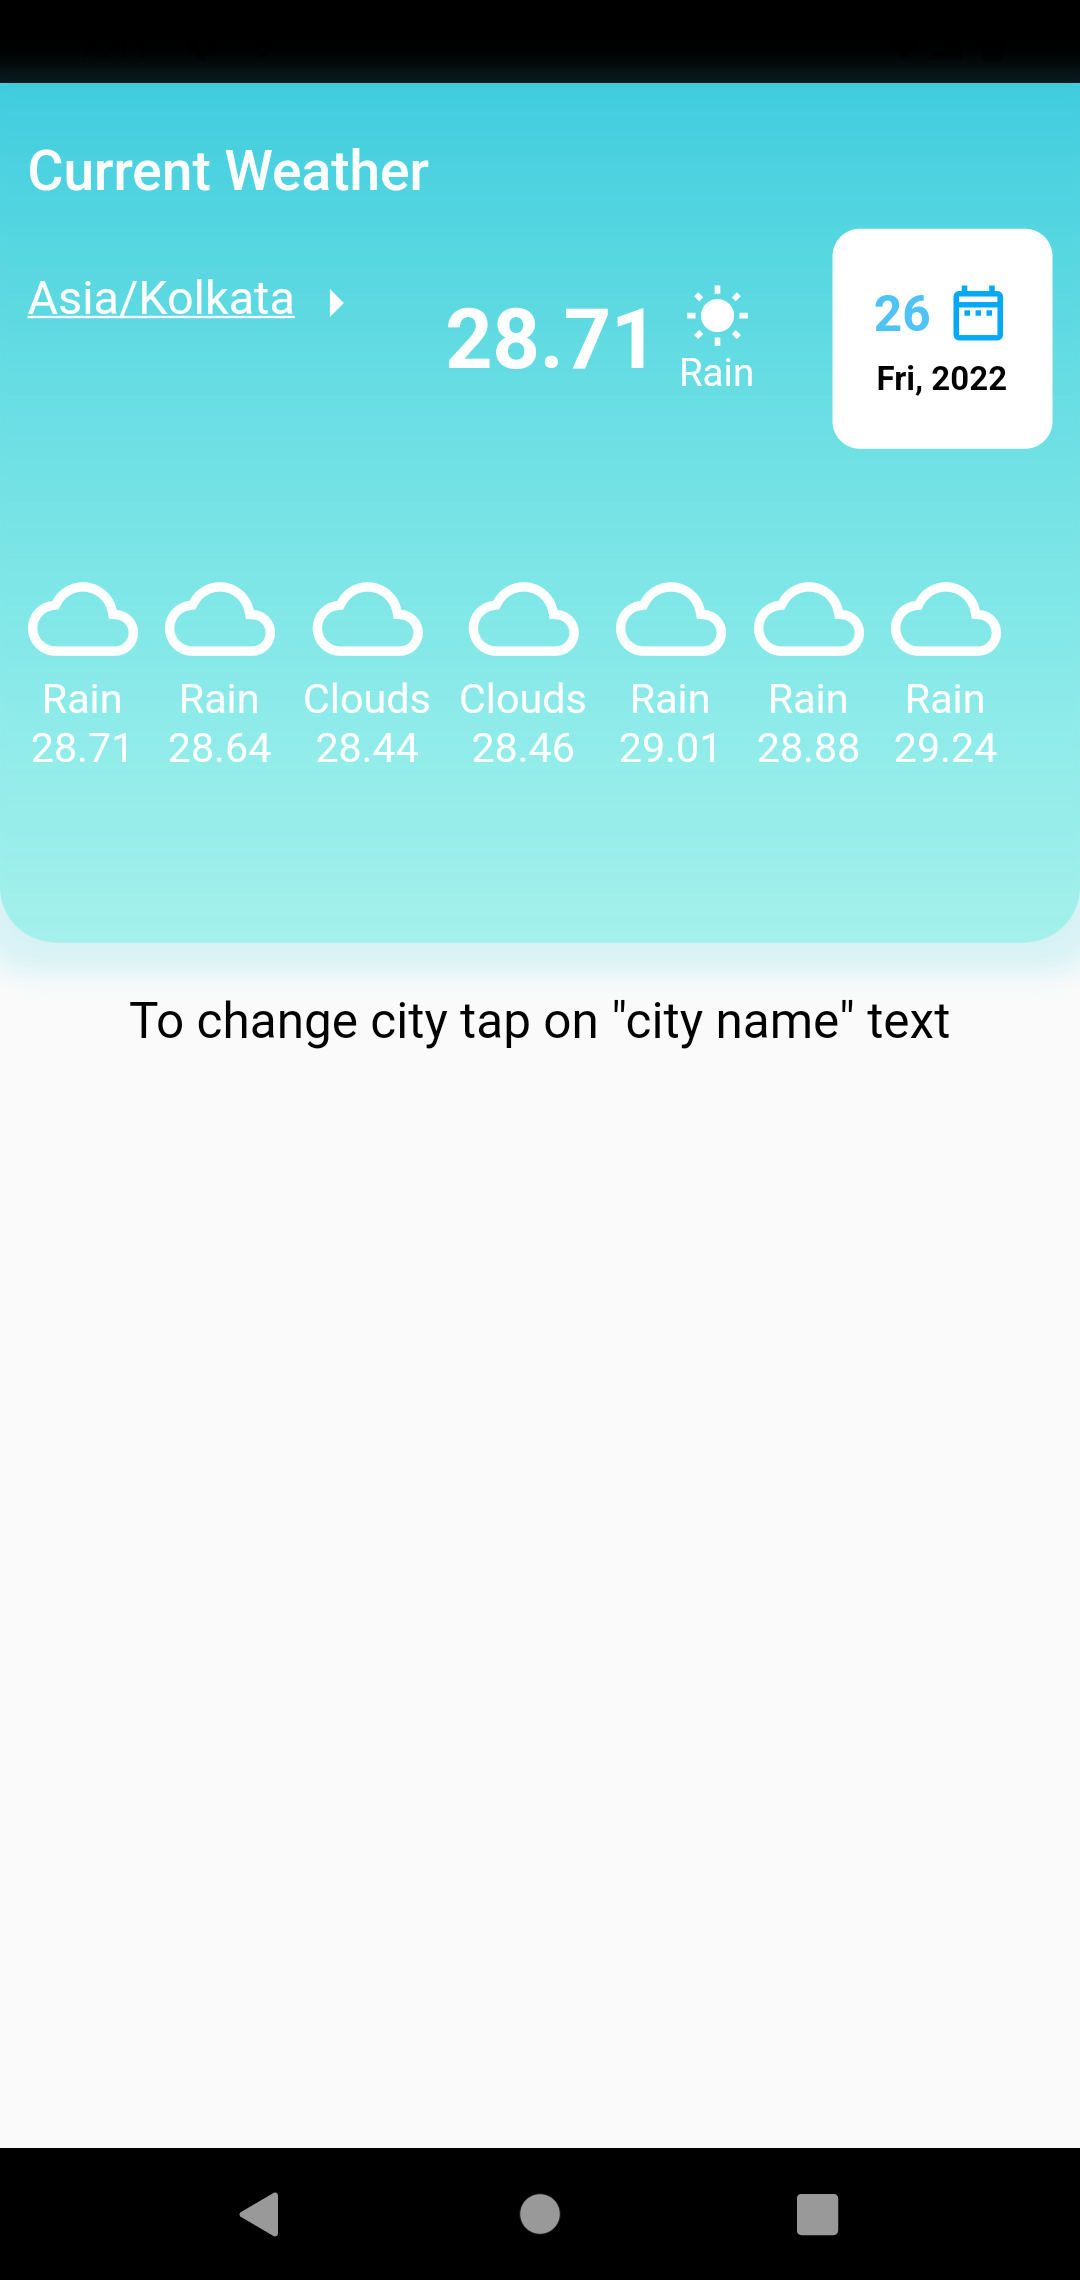 Current Weather
Asia/Kolkata
28.71
Rain
26
Fri, 2022
Rain Rain Clouds Clouds Rain Rain Rain
28.71 28.64 28.44 28.46 29.01 28.88 29.24
To change city tap on "city name" text